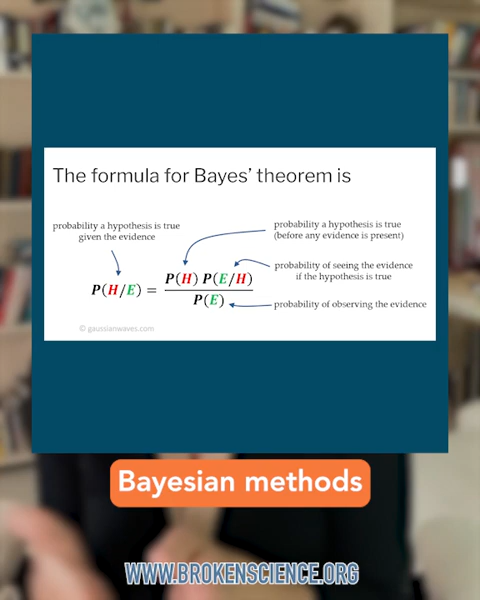 The formula for Bayes' theorem is
probability a hypothesis is true
given the evidence
probability a hypothesis is true
(before any evidence is present)
probability of seeing the evidence
if the hypothesis is true
P(H/E) = P(H) P(E/H)
P(E)
probability of observing the evidence
© gaussianwaves.com
Bayesian methods
WWW.BROKENSCIENCE.ORG